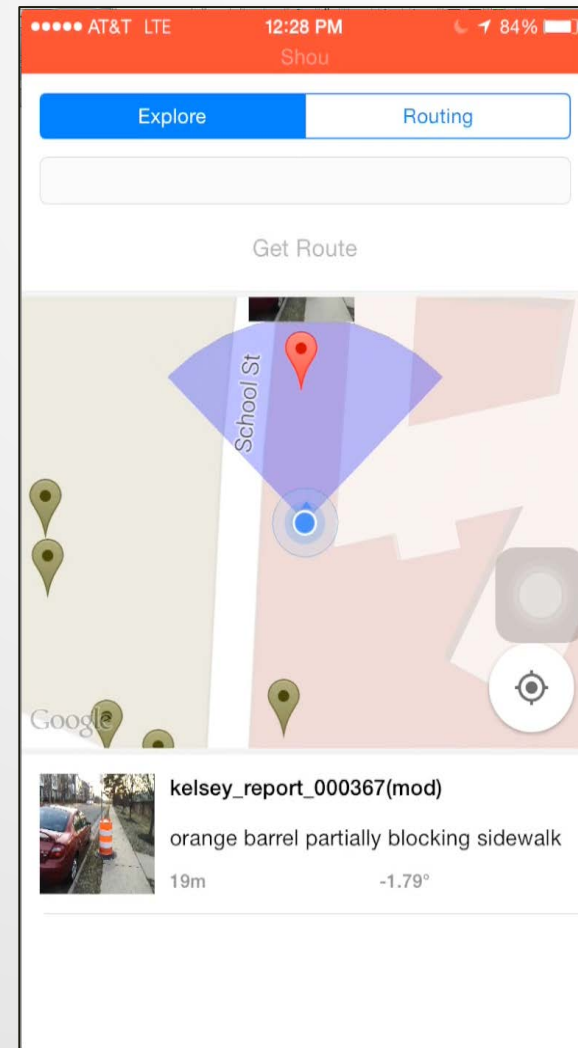 AT&T LTE 12:28 PM 84%
Shou
Explore Routing
Get Route
School St
Google
kelsey_report_000367(mod)
orange barrel partially blocking sidewalk
19m -1.79°